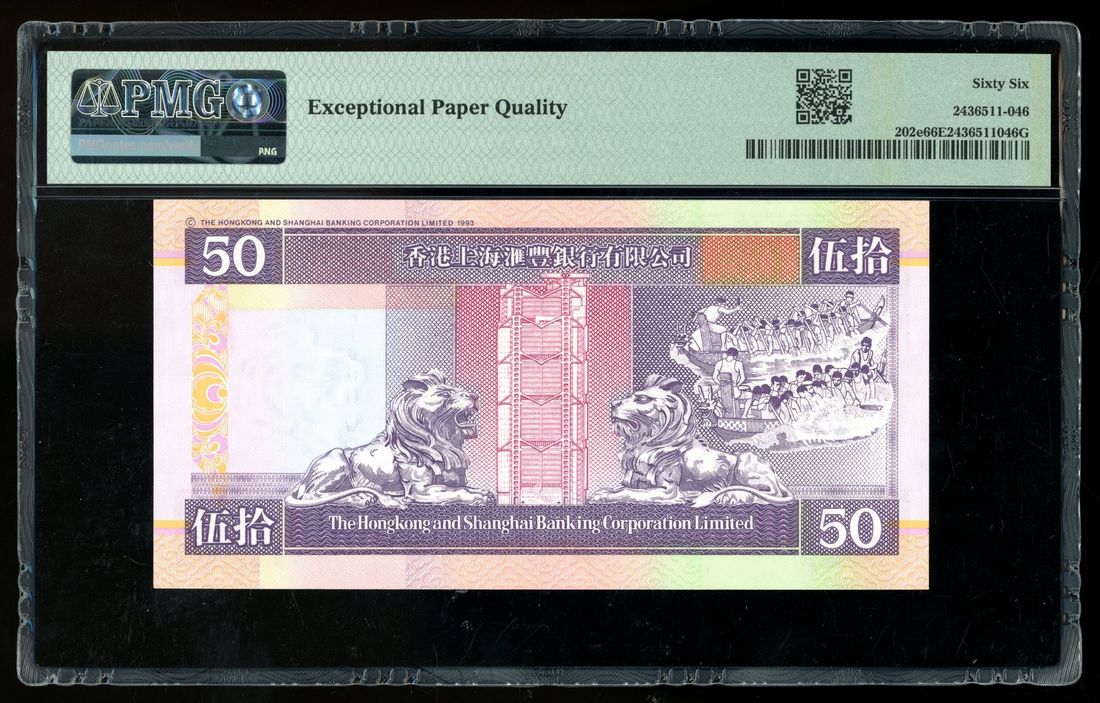 PMG
PMGnotes.com/verify
PNG
Exceptional Paper Quality
Sixty Six
2436511-046
202e66E2436511046G
© THE HONGKONG AND SHANGHAI BANKING CORPORATION LIMITED 1993
50
香港上海滙豐銀行有限公司
伍拾
伍拾
The Hongkong and Shanghai Banking Corporation Limited
50